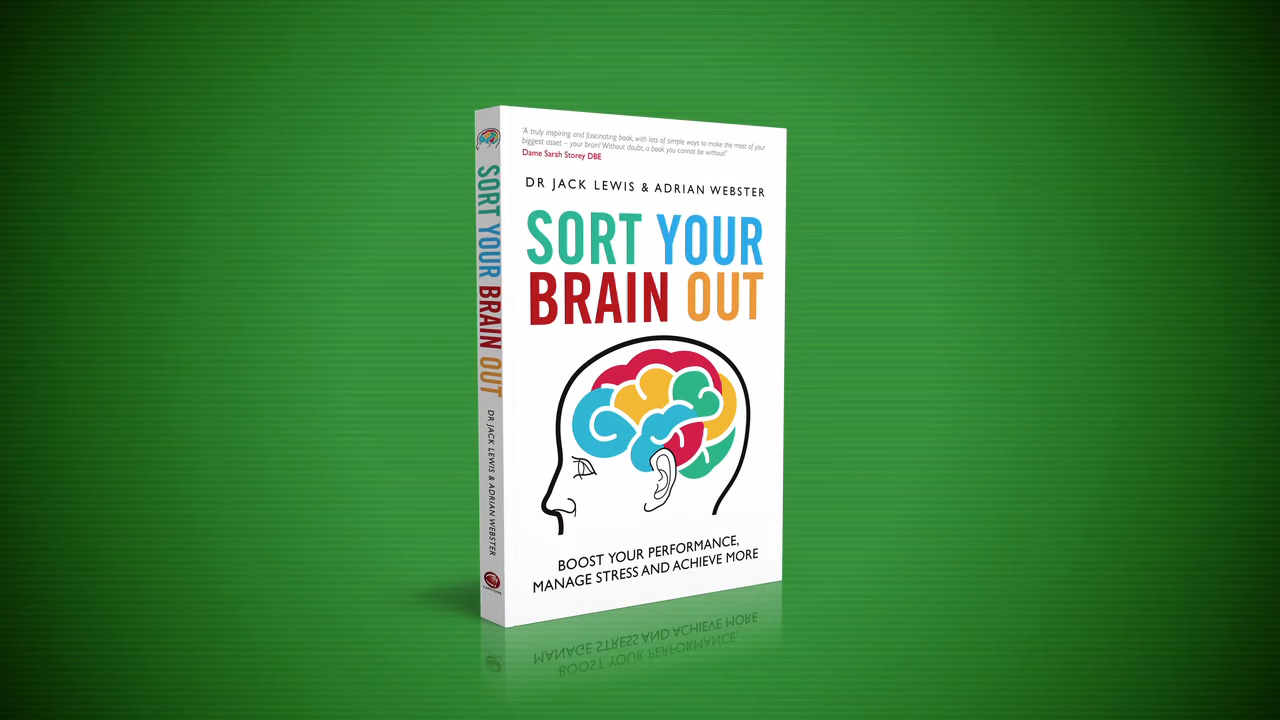 'A truly inspiring and fascinating book, with lots of simple ways to make the most of your
biggest asset – your brain! Without doubt, a book you cannot be without!'
Dame Sarah Storey DBE
DR JACK LEWIS & ADRIAN WEBSTER
SORT YOUR
BRAIN OUT
BOOST YOUR PERFORMANCE,
MANAGE STRESS AND ACHIEVE MORE
SORT YOUR BRAIN OUT
DR JACK LEWIS & ADRIAN WEBSTER
CAPSTONE